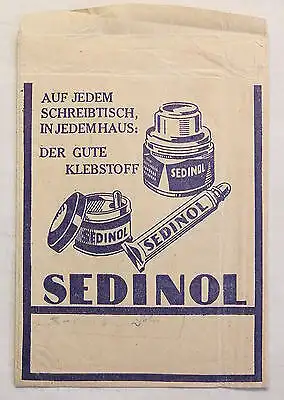 AUF JEDEM
SCHREIBTISCH,
IN JEDEM HAUS:
DER GUTE
KLEBSTOFF
SEDINOL
SEDINOL
SEDINOL
SEDINOL